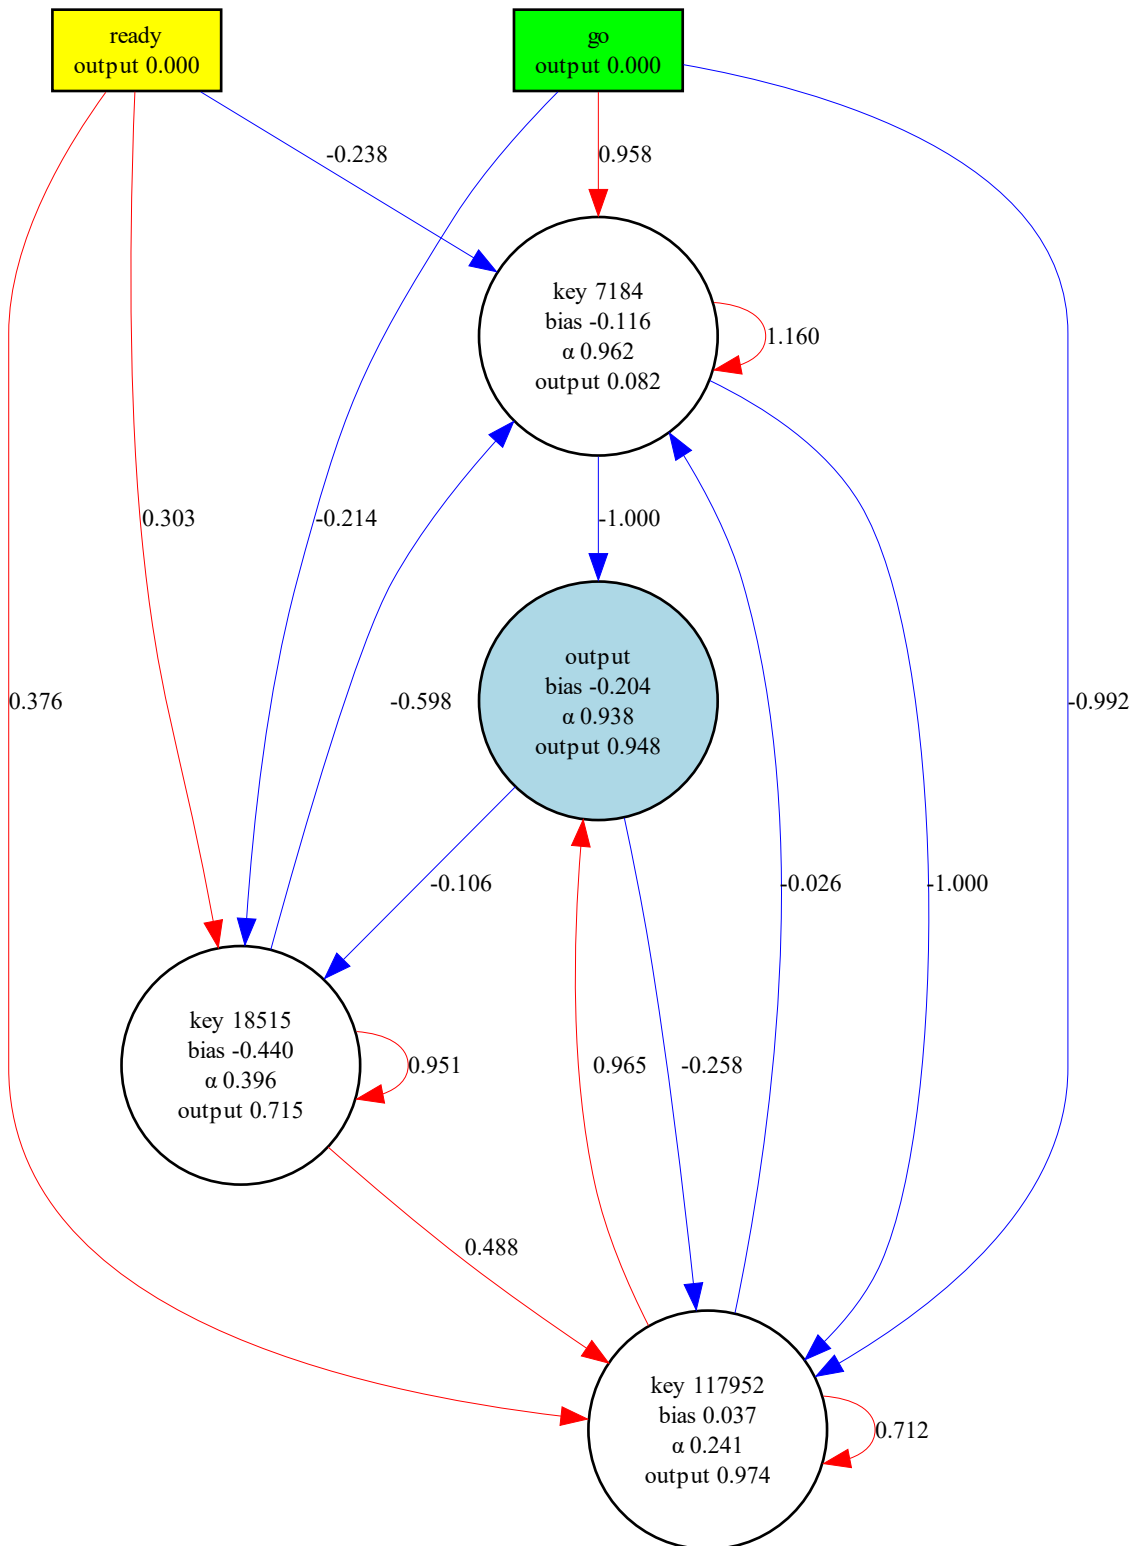 ready
output 0.000
go
output 0.000
-0.238
0.958
key 7184
bias -0.116
α 0.962
output 0.082
1.160
0.303
-0.214
-1.000
output
bias -0.204
α 0.938
output 0.948
0.376
-0.598
-0.992
-0.106
-0.026
-1.000
key 18515
bias -0.440
α 0.396
output 0.715
0.951
0.965
-0.258
0.488
key 117952
bias 0.037
α 0.241
output 0.974
0.712